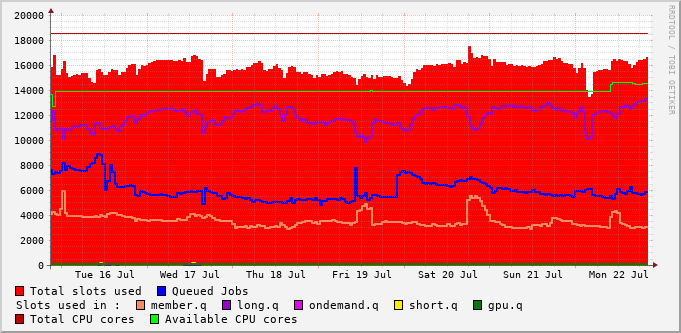 RRDTOOL / TOBI OETIKER
20000
18000
16000
14000
12000
10000
8000
6000
4000
2000
0
Tue 16 Jul Wed 17 Jul Thu 18 Jul Fri 19 Jul Sat 20 Jul Sun 21 Jul Mon 22 Jul
Total slots used Queued Jobs
Slots used in : member.q long.q ondemand.q short.q gpu.q
Total CPU cores Available CPU cores